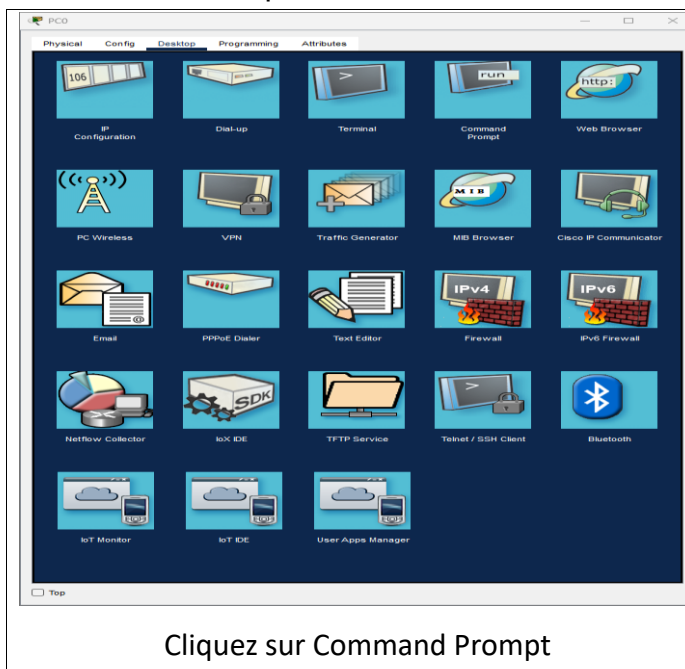 PC0
Physical Config Desktop Programming Attributes
106
run
http:
IP
Configuration
Dial-up
Terminal
Command
Prompt
Web Browser
MIB
PC Wireless
VPN
Traffic Generator
MIB Browser
Cisco IP Communicator
IPv4
IPv6
Email
PPPoE Dialer
Text Editor
Firewall
IPv6 Firewall
SDK
Netflow Collector
IoX IDE
TFTP Service
Telnet / SSH Client
Bluetooth
IoT Monitor
IoT IDE
User Apps Manager
Top
Cliquez sur Command Prompt